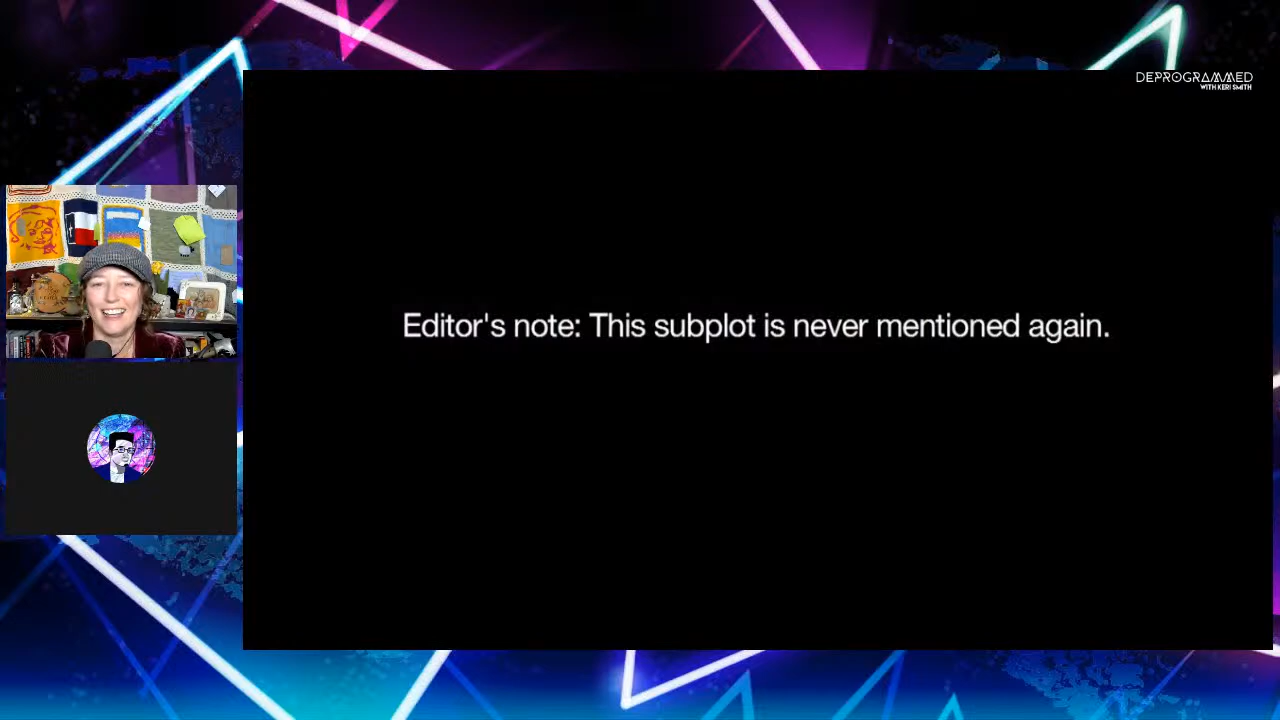 DEPROGRAMMED
WITH KERI SMITH
Editor's note: This subplot is never mentioned again.